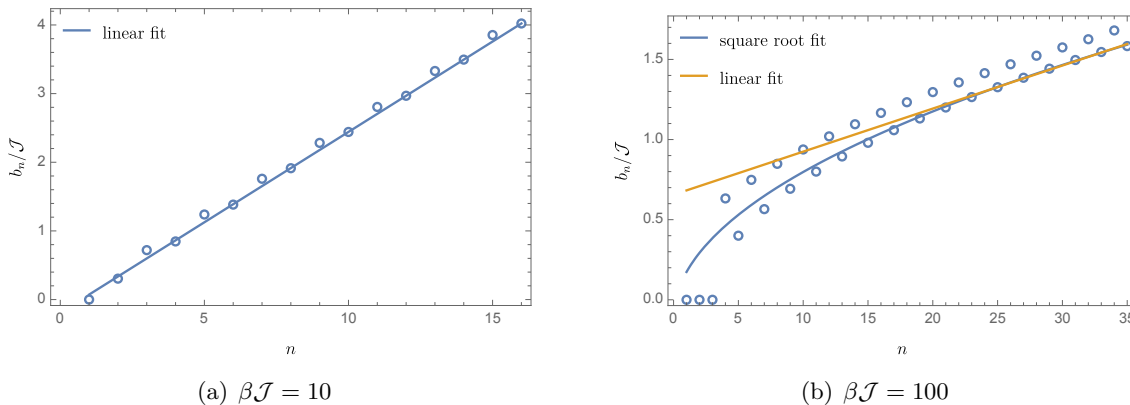 linear fit
4
3
2
1
0
0
5
10
15
b_n/𝒥
n
(a) β𝒥 = 10
square root fit
linear fit
1.5
1.0
0.5
0.0
0
5
10
15
20
25
30
35
b_n/𝒥
n
(b) β𝒥 = 100